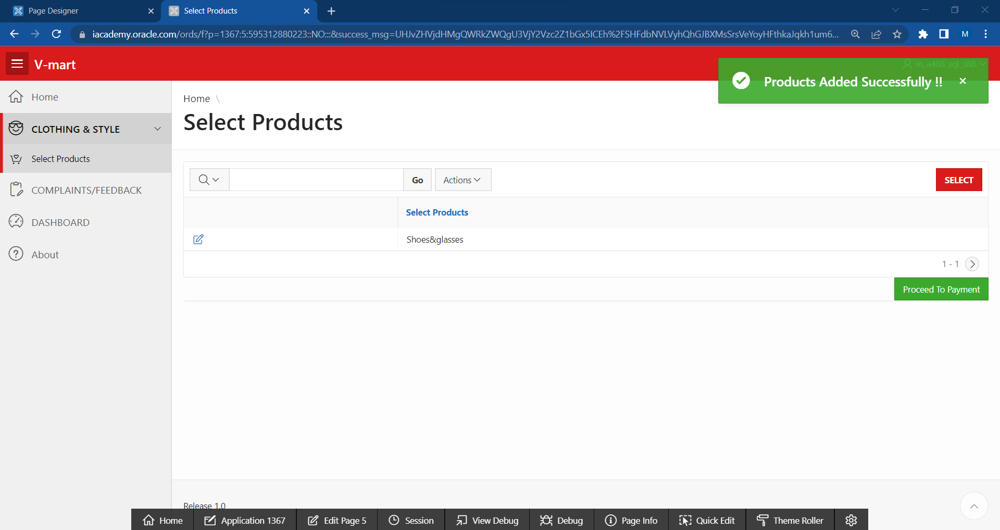 Page Designer
Select Products
iacademy.oracle.com/ords/f?p=1367:5:595312880223::NO:::&success_msg=UHJvZHVjdHMgQWRkZWQgU3VjY2Vzc2Z1bGx5ICEh%2FSHFdbNVLVyhQhGJBXMsSrsVeYoyHFthkaJqkh1um6...
M
V-mart
in_a408_sql_s88
Products Added Successfully !!
Home
CLOTHING & STYLE
Select Products
COMPLAINTS/FEEDBACK
DASHBOARD
About
Home \
Select Products
Go
Actions
SELECT
Select Products
Shoes&glasses
1 - 1
Proceed To Payment
Release 1.0
Home
Application 1367
Edit Page 5
Session
View Debug
Debug
Page Info
Quick Edit
Theme Roller